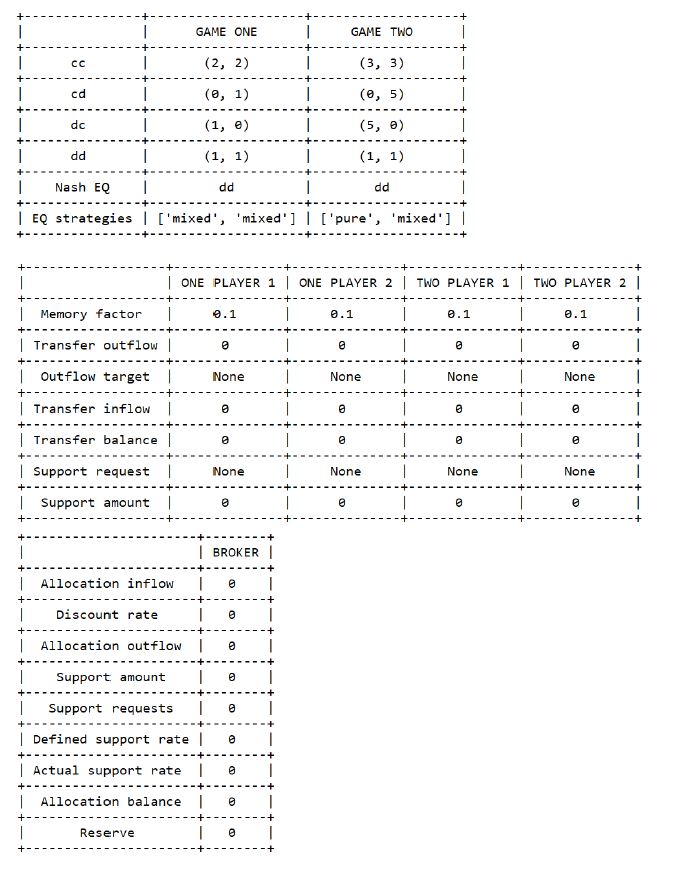 GAME ONE | GAME TWO
cc | (2, 2) | (3, 3)
cd | (0, 1) | (0, 5)
dc | (1, 0) | (5, 0)
dd | (1, 1) | (1, 1)
Nash EQ | dd | dd
EQ strategies | ['mixed', 'mixed'] | ['pure', 'mixed']
ONE PLAYER 1 | ONE PLAYER 2 | TWO PLAYER 1 | TWO PLAYER 2
Memory factor | 0.1 | 0.1 | 0.1 | 0.1
Transfer outflow | 0 | 0 | 0 | 0
Outflow target | None | None | None | None
Transfer inflow | 0 | 0 | 0 | 0
Transfer balance | 0 | 0 | 0 | 0
Support request | None | None | None | None
Support amount | 0 | 0 | 0 | 0
BROKER
Allocation inflow | 0
Discount rate | 0
Allocation outflow | 0
Support amount | 0
Support requests | 0
Defined support rate | 0
Actual support rate | 0
Allocation balance | 0
Reserve | 0